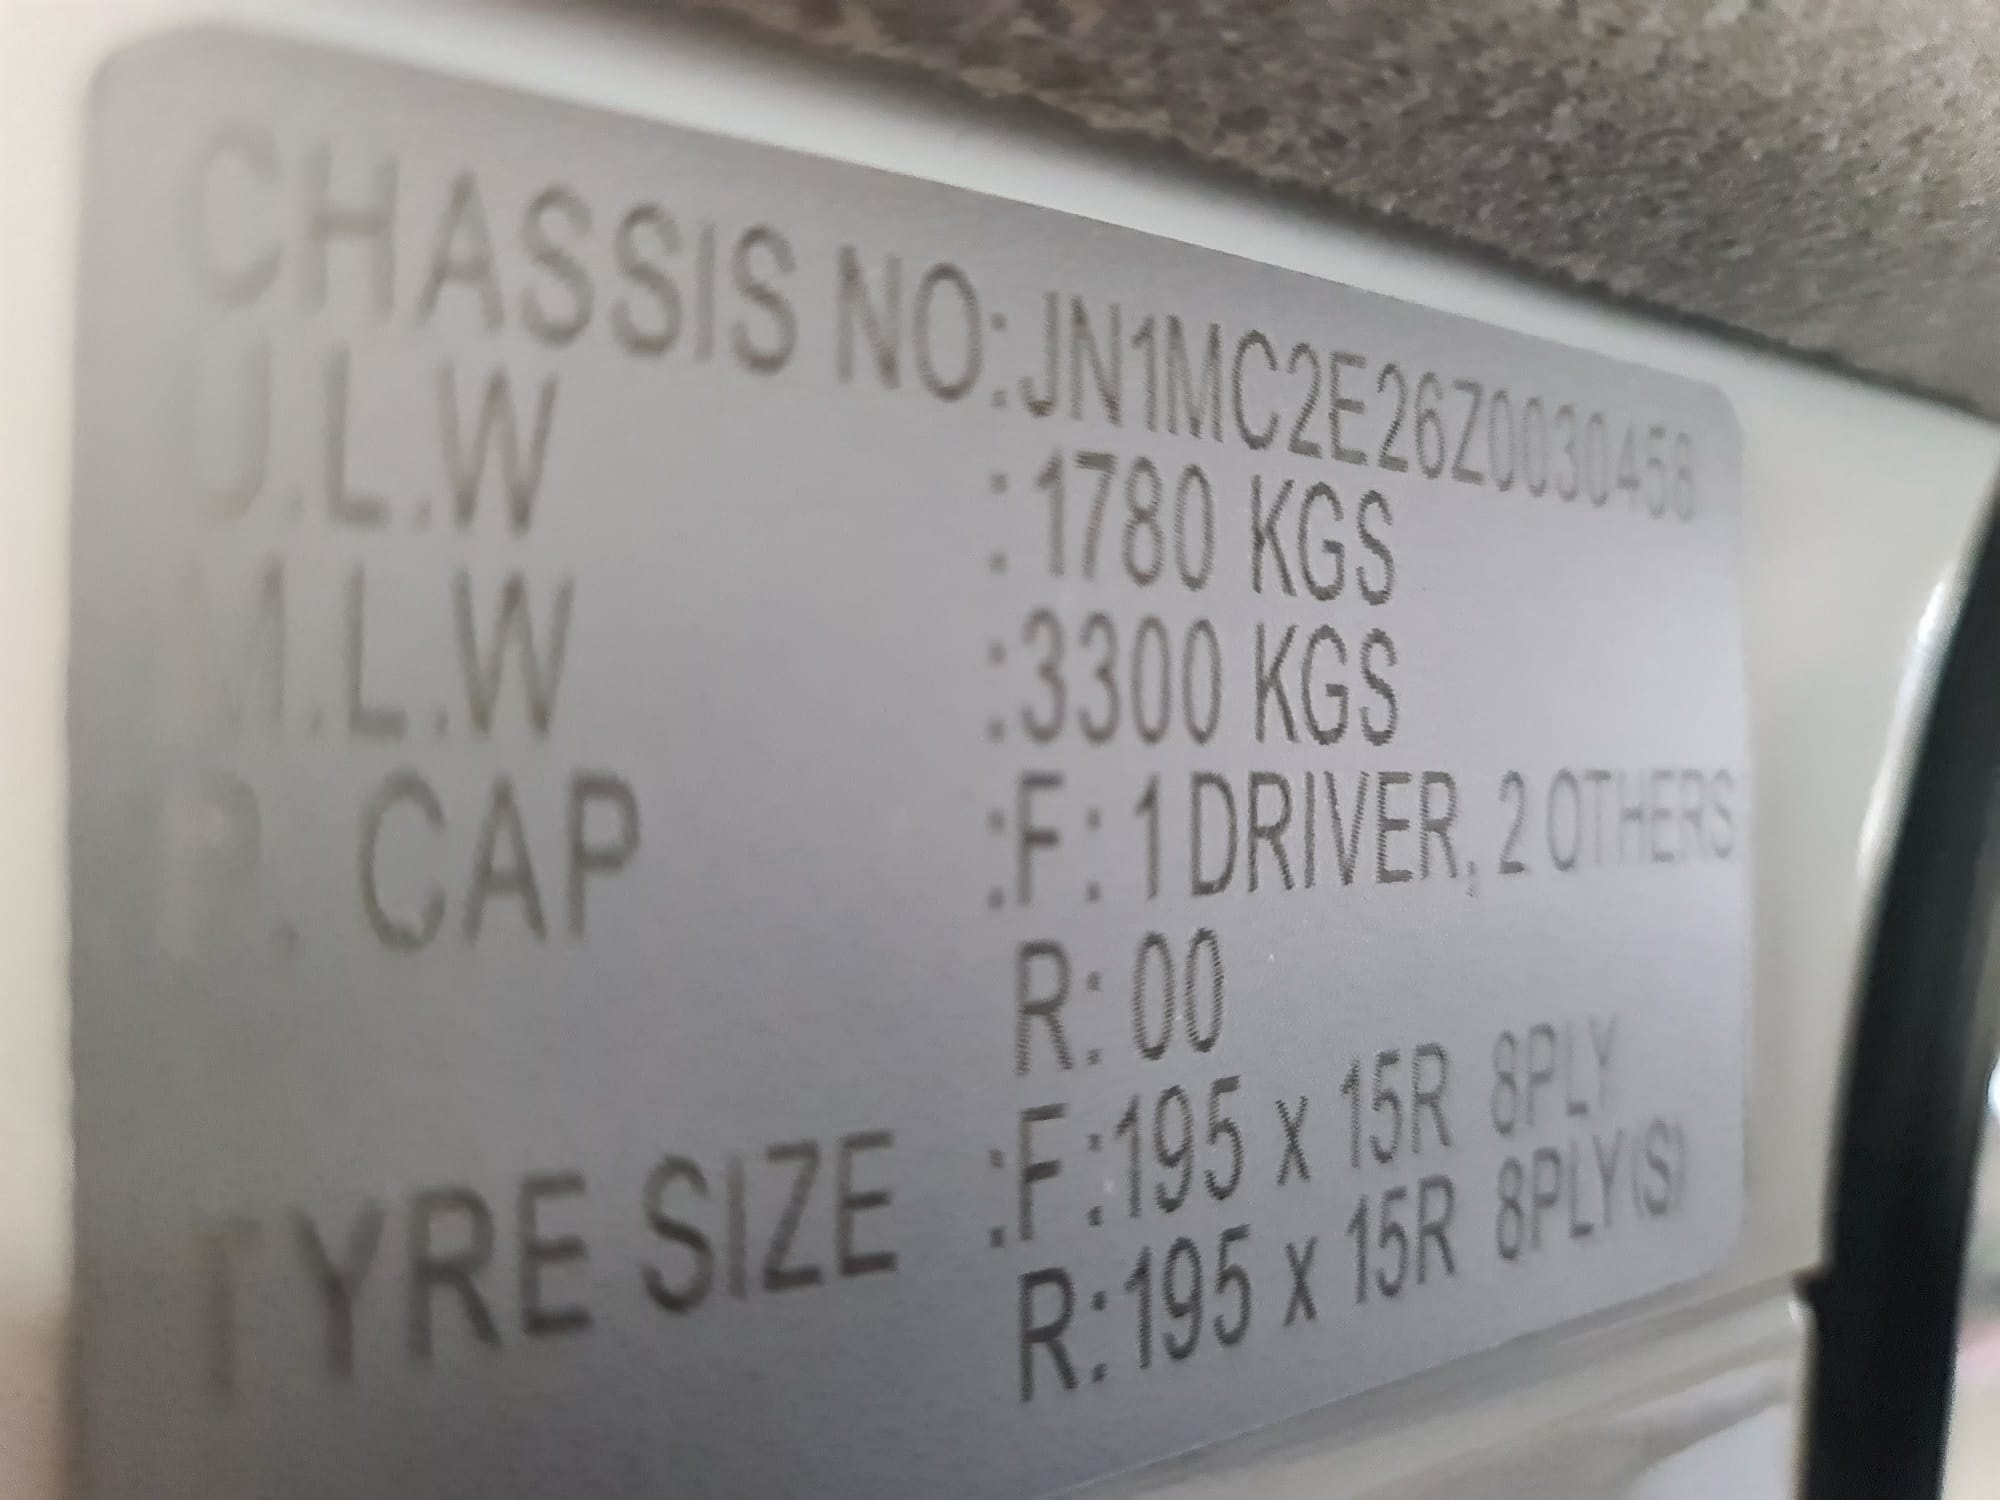 CHASSIS NO:JN1MC2E26Z0030458
U.L.W :1780 KGS
M.L.W :3300 KGS
P. CAP :F: 1 DRIVER, 2 OTHERS
R: 00
TYRE SIZE :F:195 x 15R 8PLY
R:195 x 15R 8PLY(S)